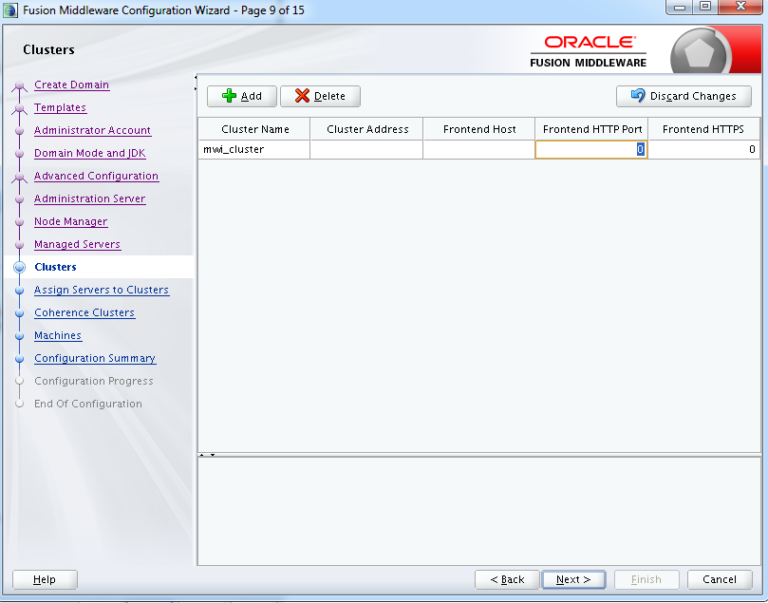 Fusion Middleware Configuration Wizard - Page 9 of 15
Clusters
ORACLE
FUSION MIDDLEWARE
Create Domain
Templates
Administrator Account
Domain Mode and JDK
Advanced Configuration
Administration Server
Node Manager
Managed Servers
Clusters
Assign Servers to Clusters
Coherence Clusters
Machines
Configuration Summary
Configuration Progress
End Of Configuration
Add Delete Discard Changes
Cluster Name Cluster Address Frontend Host Frontend HTTP Port Frontend HTTPS
mwi_cluster 0 0
Help < Back Next > Finish Cancel